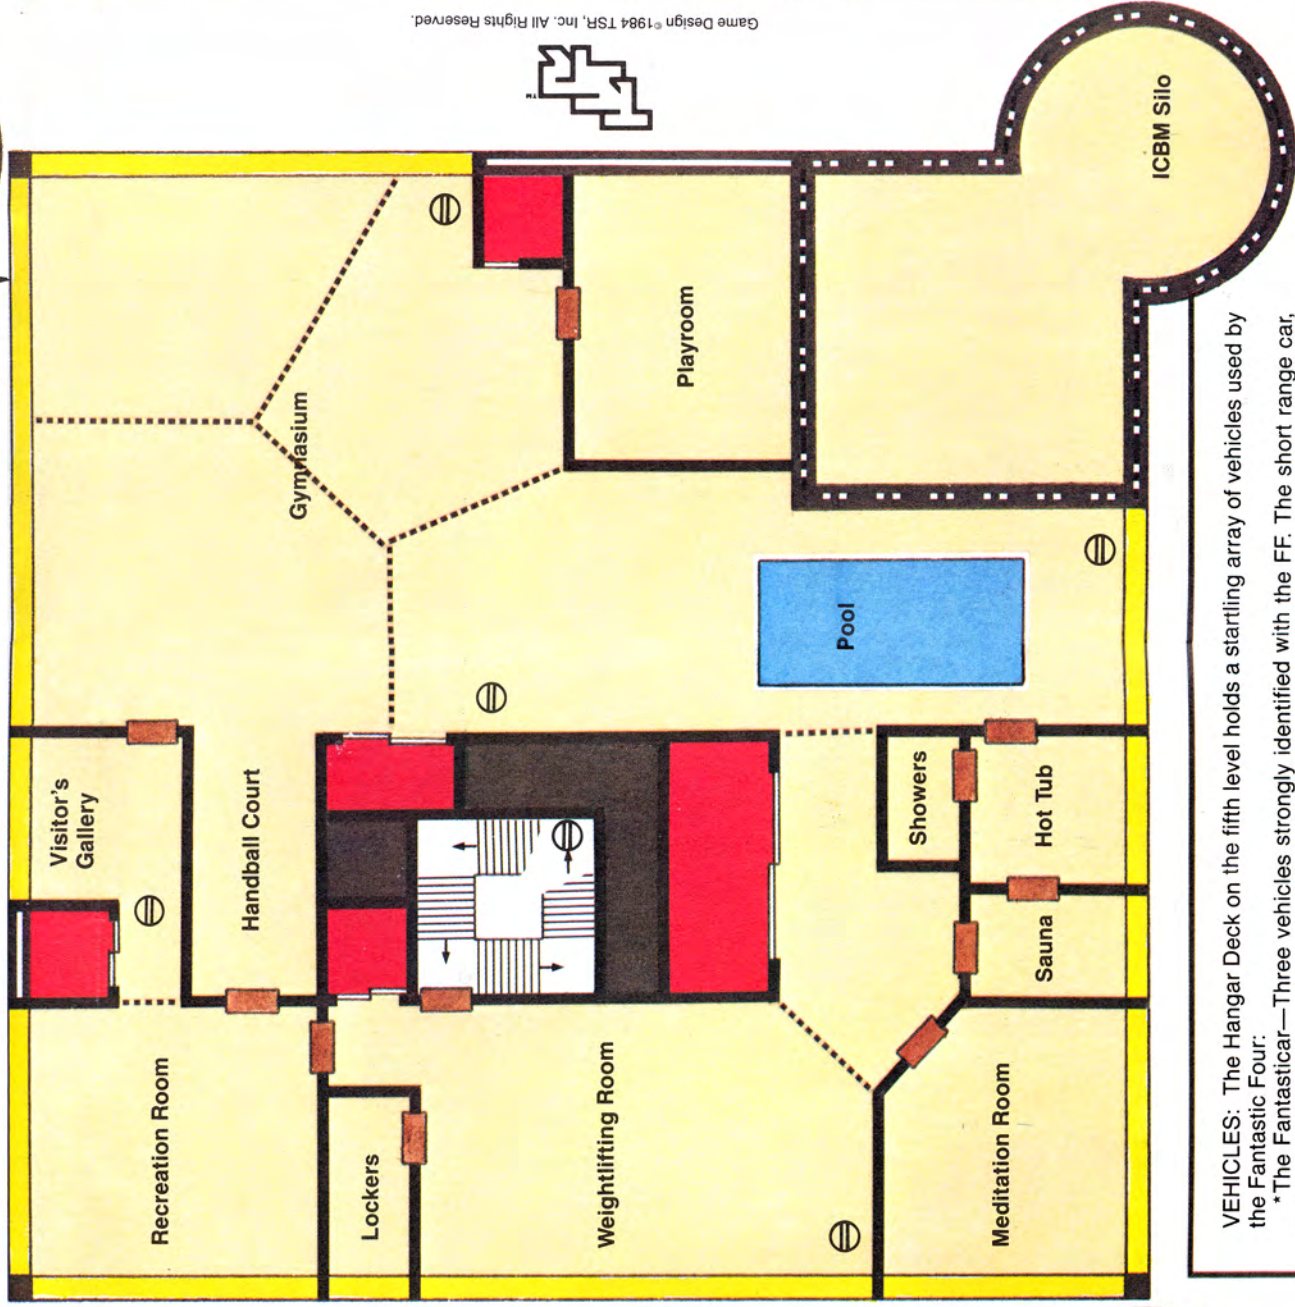 Game Design ©1984 TSR, Inc. All Rights Reserved.
TSR
TM
ICBM Silo
Gymnasium
Playroom
Pool
Visitor's
Gallery
Handball Court
Showers
Hot Tub
Sauna
Recreation Room
Lockers
Weightlifting Room
Meditation Room
VEHICLES: The Hangar Deck on the fifth level holds a startling array of vehicles used by
the Fantastic Four:
*The Fantasticar—Three vehicles strongly identified with the FF. The short range car,